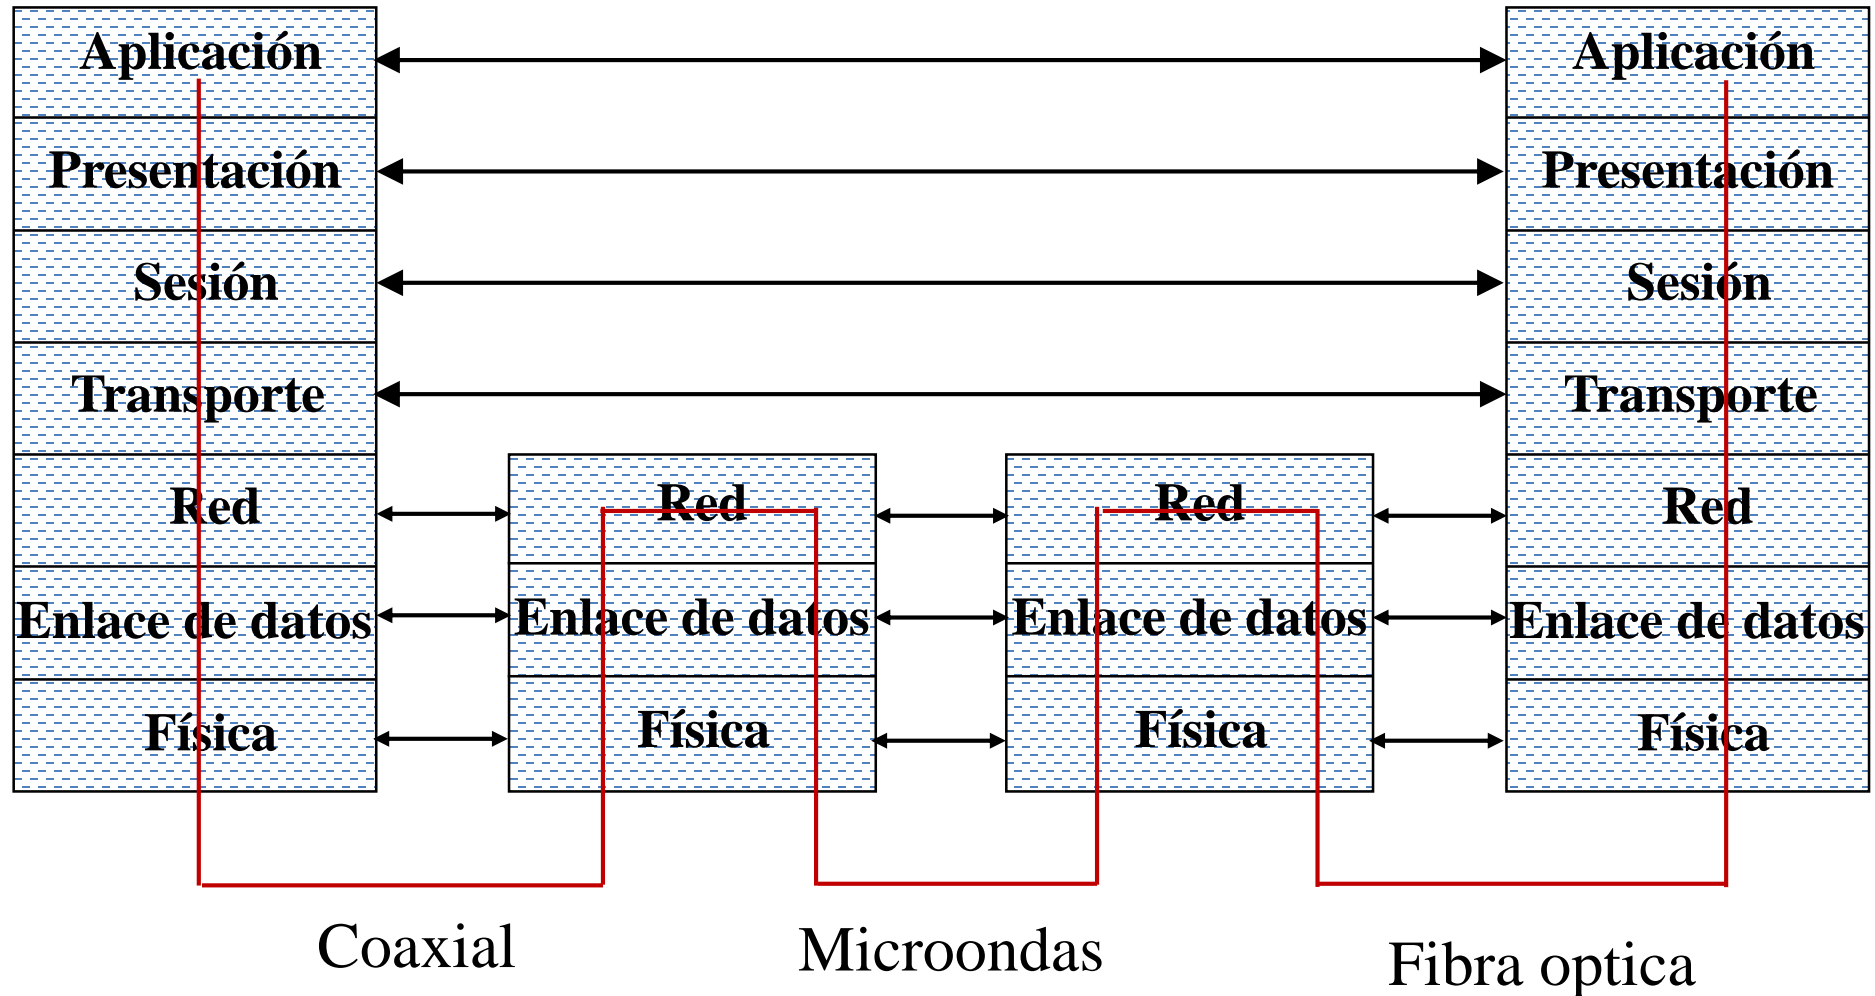 Aplicación
Aplicación
Presentación
Presentación
Sesión
Sesión
Transporte
Transporte
Red
Red
Red
Red
Enlace de datos
Enlace de datos
Enlace de datos
Enlace de datos
Física
Física
Física
Física
Coaxial
Microondas
Fibra optica